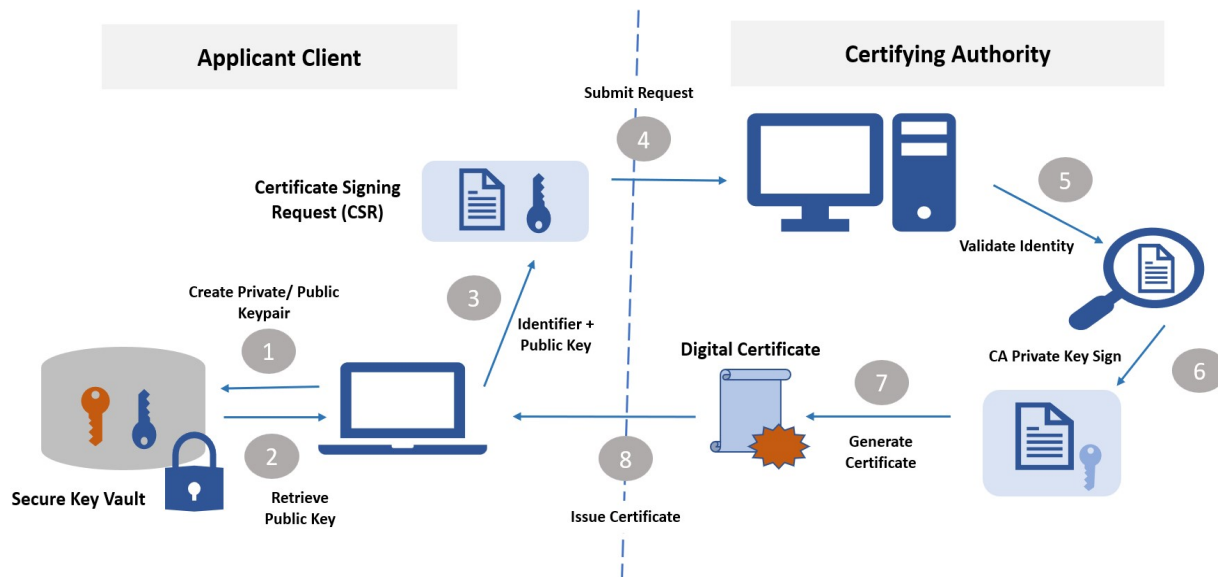 Applicant Client
Certifying Authority
Submit Request
4
Certificate Signing
Request (CSR)
5
Validate Identity
3
Create Private/ Public
Keypair
1
Identifier +
Public Key
Digital Certificate
CA Private Key Sign
6
7
2
Generate
Certificate
8
Secure Key Vault
Retrieve
Public Key
Issue Certificate